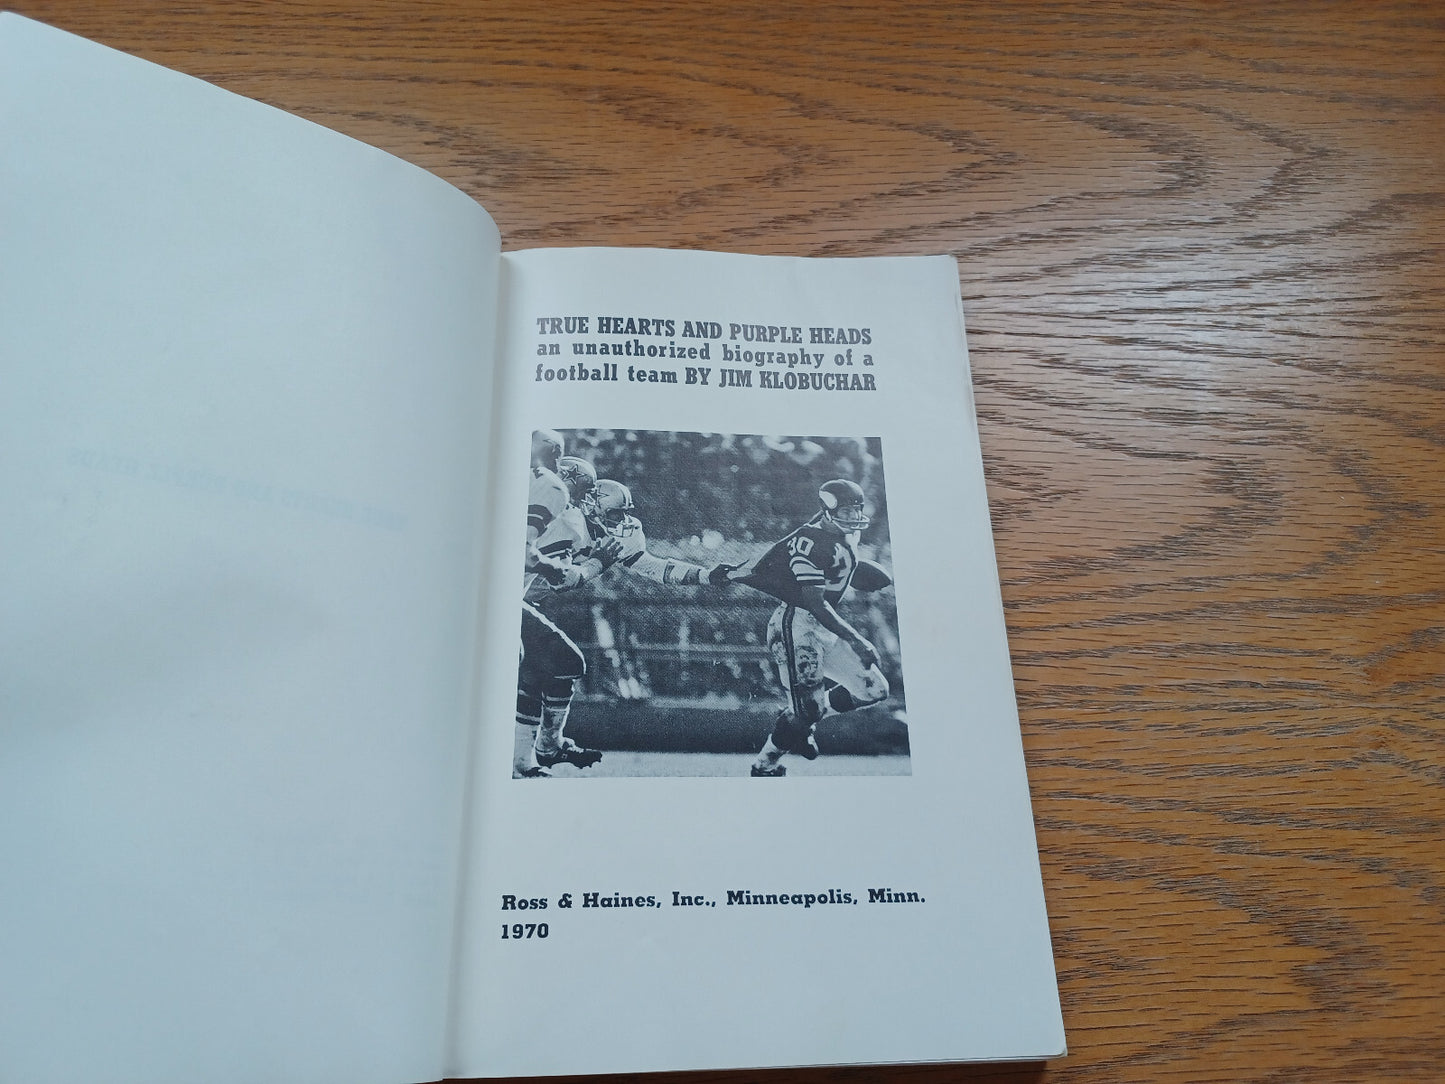 TRUE HEARTS AND PURPLE HEADS
an unauthorized biography of a
football team BY JIM KLOBUCHAR
30
Ross & Haines, Inc., Minneapolis, Minn.
1970